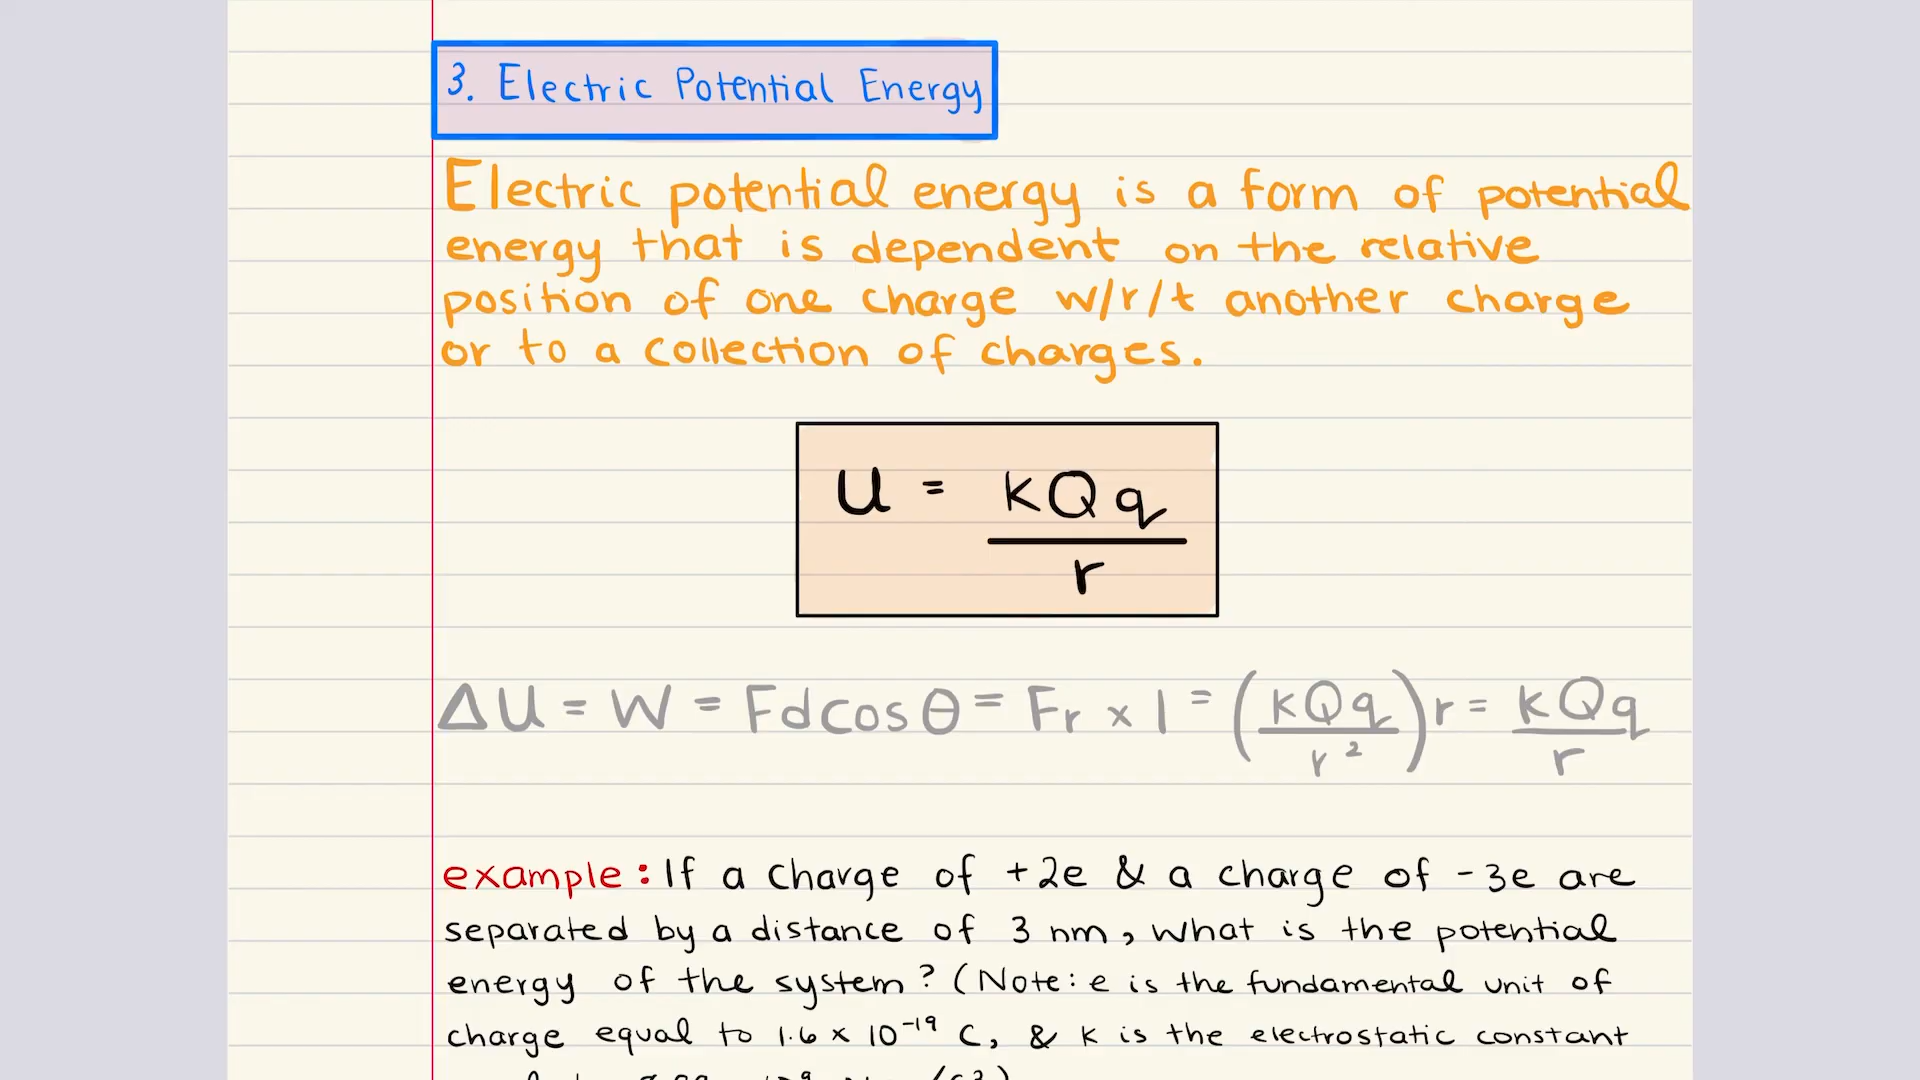 3. Electric Potential Energy
Electric potential energy is a form of potential
energy that is dependent on the relative
position of one charge w/r/t another charge
or to a collection of charges.
U = kQq/r
ΔU = W = Fdcosθ = Fr × 1 = (kQq/r²)r = kQq/r
example: If a charge of +2e & a charge of -3e are
separated by a distance of 3 nm, what is the potential
energy of the system? (Note: e is the fundamental unit of
charge equal to 1.6 × 10⁻¹⁹ C, & k is the electrostatic constant